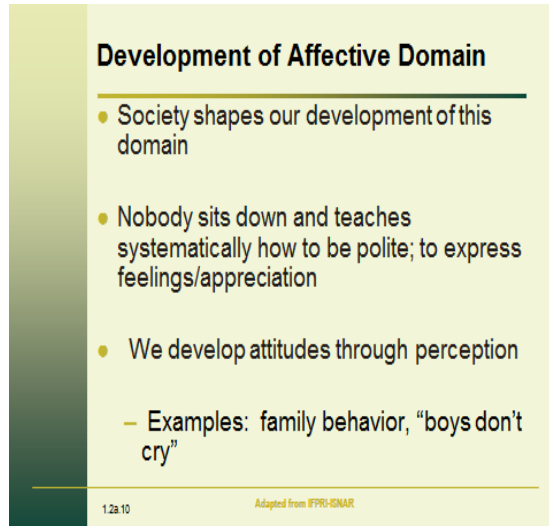 Development of Affective Domain
• Society shapes our development of this
domain
• Nobody sits down and teaches
systematically how to be polite; to express
feelings/appreciation
• We develop attitudes through perception
– Examples: family behavior, “boys don’t
cry”
1.2a.10
Adapted from IFPRI-ISNAR